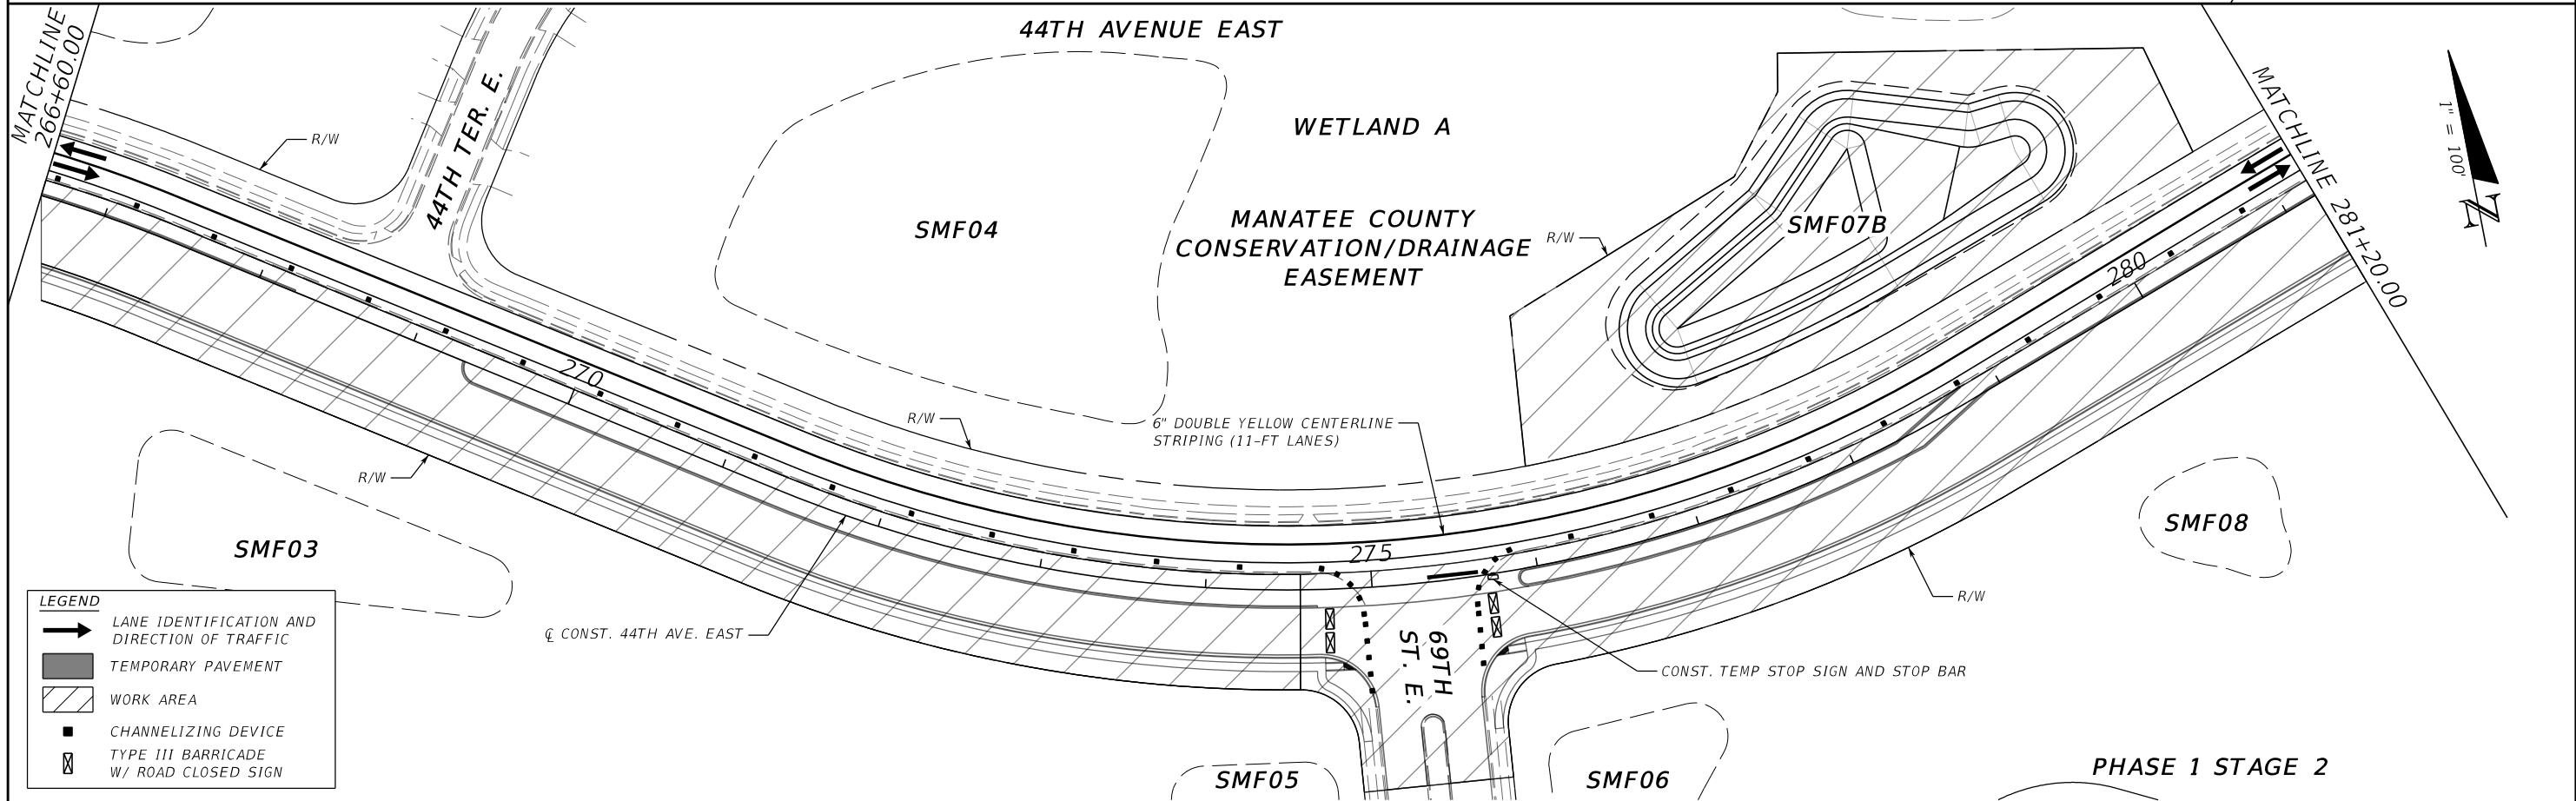 44TH AVENUE EAST
MATCHLINE
266+60.00
R/W
44TH TER. E.
SMF04
WETLAND A
MANATEE COUNTY
CONSERVATION/DRAINAGE
EASEMENT
R/W
SMF07B
MATCHLINE 281+20.00
1" = 100'
N
280
270
R/W
6" DOUBLE YELLOW CENTERLINE
STRIPING (11-FT LANES)
R/W
275
SMF03
SMF08
R/W
℄ CONST. 44TH AVE. EAST
69TH
ST. E.
CONST. TEMP STOP SIGN AND STOP BAR
LEGEND
LANE IDENTIFICATION AND
DIRECTION OF TRAFFIC
TEMPORARY PAVEMENT
WORK AREA
CHANNELIZING DEVICE
TYPE III BARRICADE
W/ ROAD CLOSED SIGN
SMF05
SMF06
PHASE 1 STAGE 2